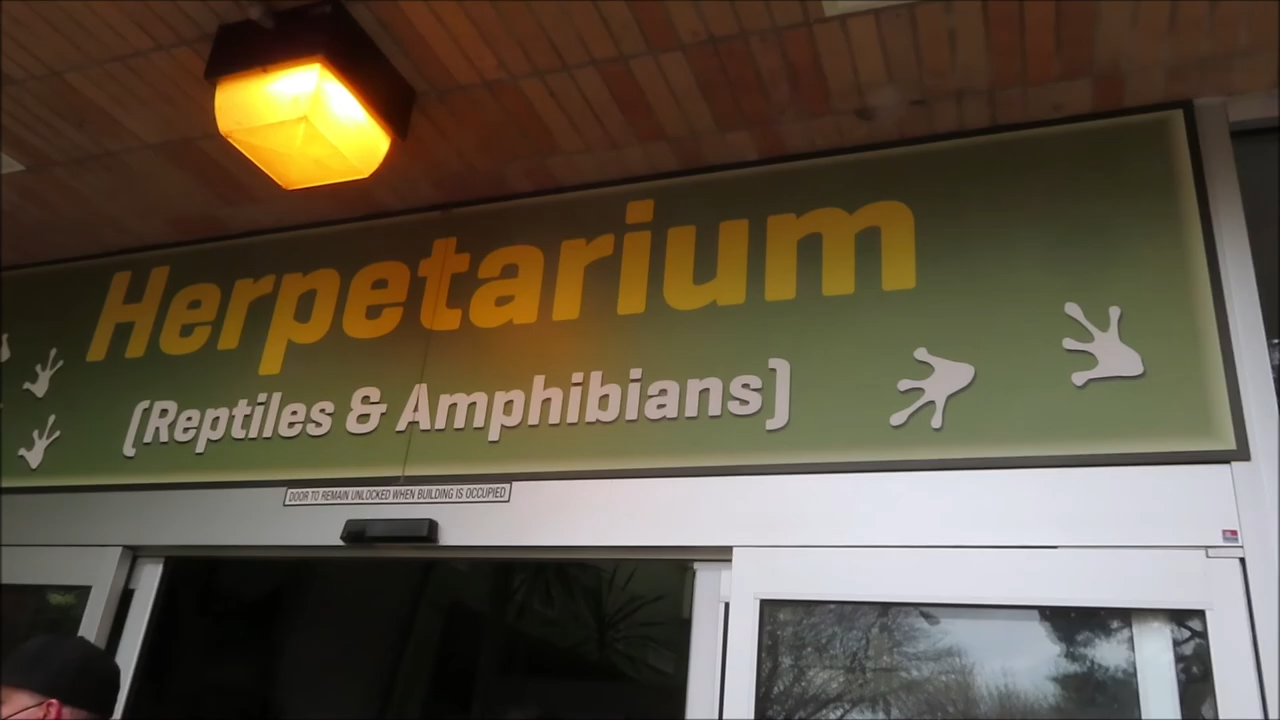 Herpetarium
(Reptiles & Amphibians)
DOOR TO REMAIN UNLOCKED WHEN BUILDING IS OCCUPIED